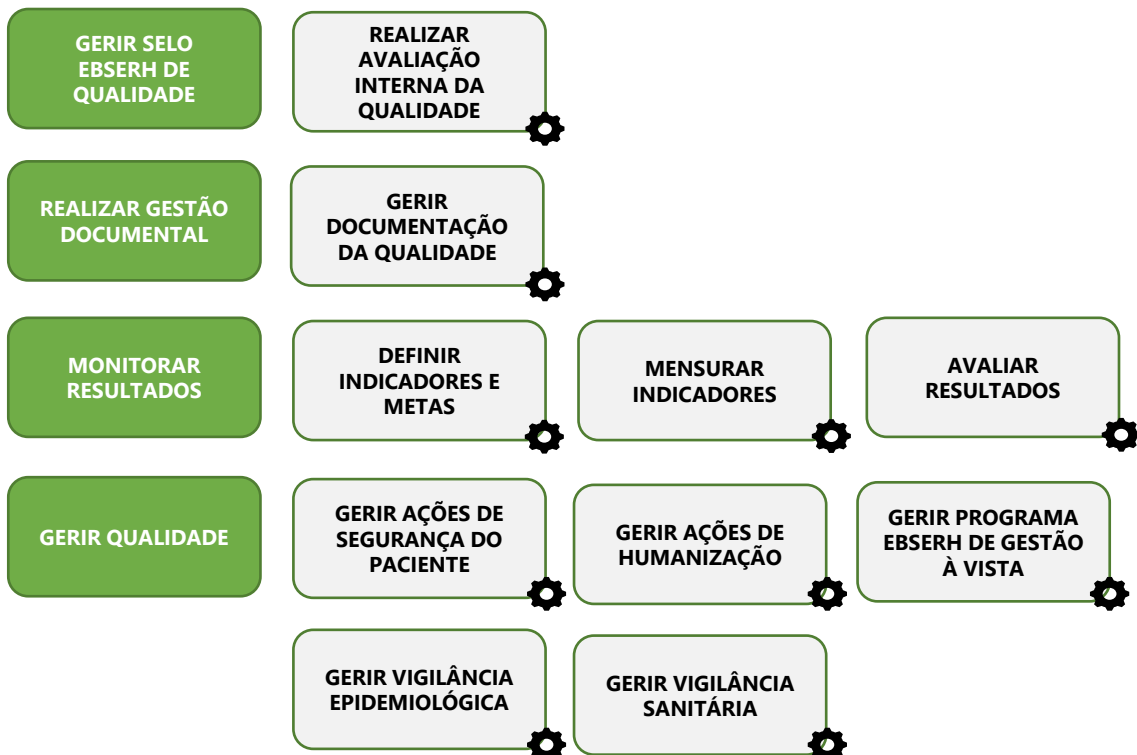 GERIR SELO
EBSERH DE
QUALIDADE
REALIZAR
AVALIAÇÃO
INTERNA DA
QUALIDADE
REALIZAR GESTÃO
DOCUMENTAL
GERIR
DOCUMENTAÇÃO
DA QUALIDADE
MONITORAR
RESULTADOS
DEFINIR
INDICADORES E
METAS
MENSURAR
INDICADORES
AVALIAR
RESULTADOS
GERIR QUALIDADE
GERIR AÇÕES DE
SEGURANÇA DO
PACIENTE
GERIR AÇÕES DE
HUMANIZAÇÃO
GERIR PROGRAMA
EBSERH DE GESTÃO
À VISTA
GERIR VIGILÂNCIA
EPIDEMIOLÓGICA
GERIR VIGILÂNCIA
SANITÁRIA